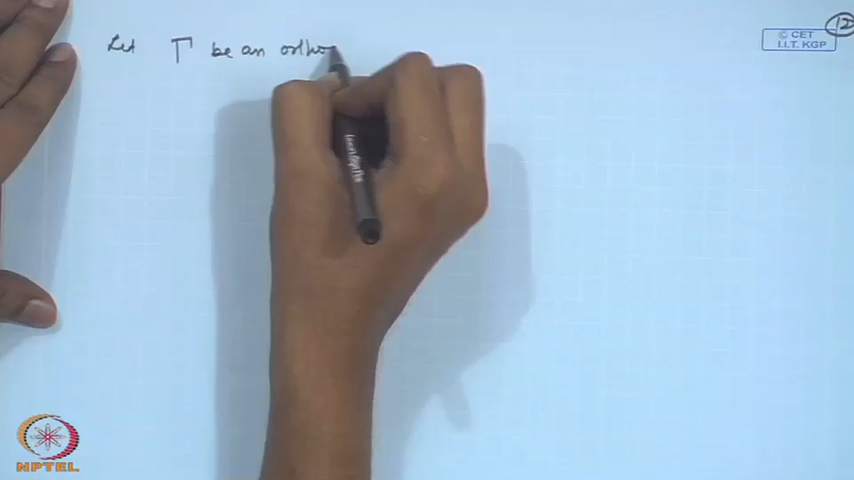 Let Γ be an ortho
© CET
I.I.T. KGP
12
NPTEL